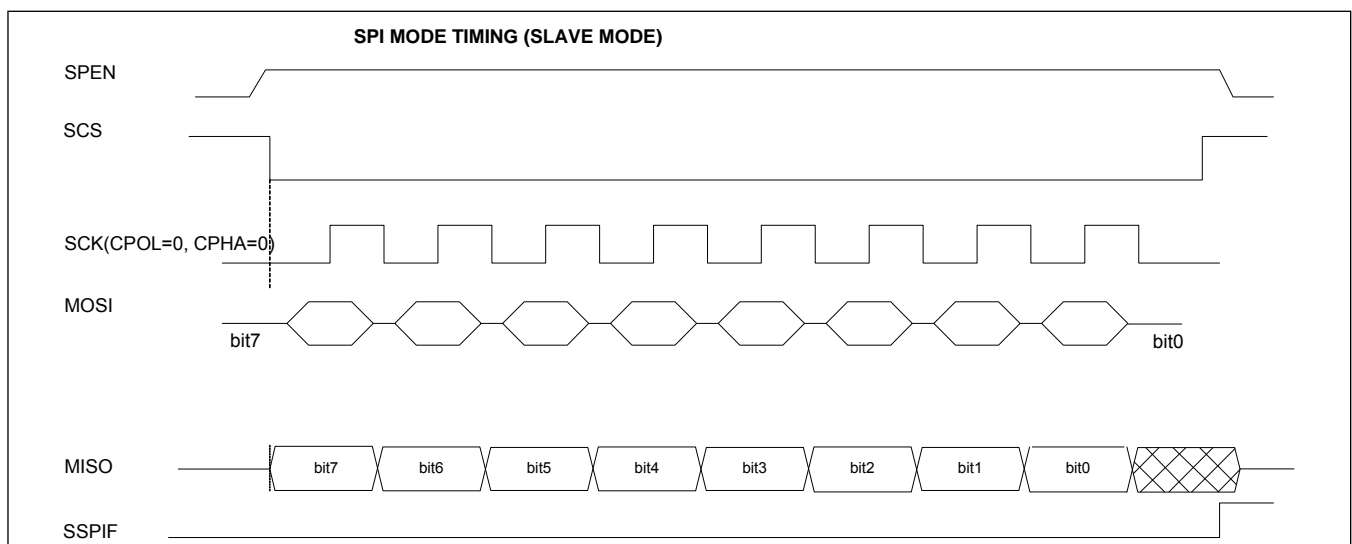 SPI MODE TIMING (SLAVE MODE)
SPEN
SCS
SCK(CPOL=0, CPHA=0)
MOSI
bit7 bit0
MISO bit7 bit6 bit5 bit4 bit3 bit2 bit1 bit0
SSPIF